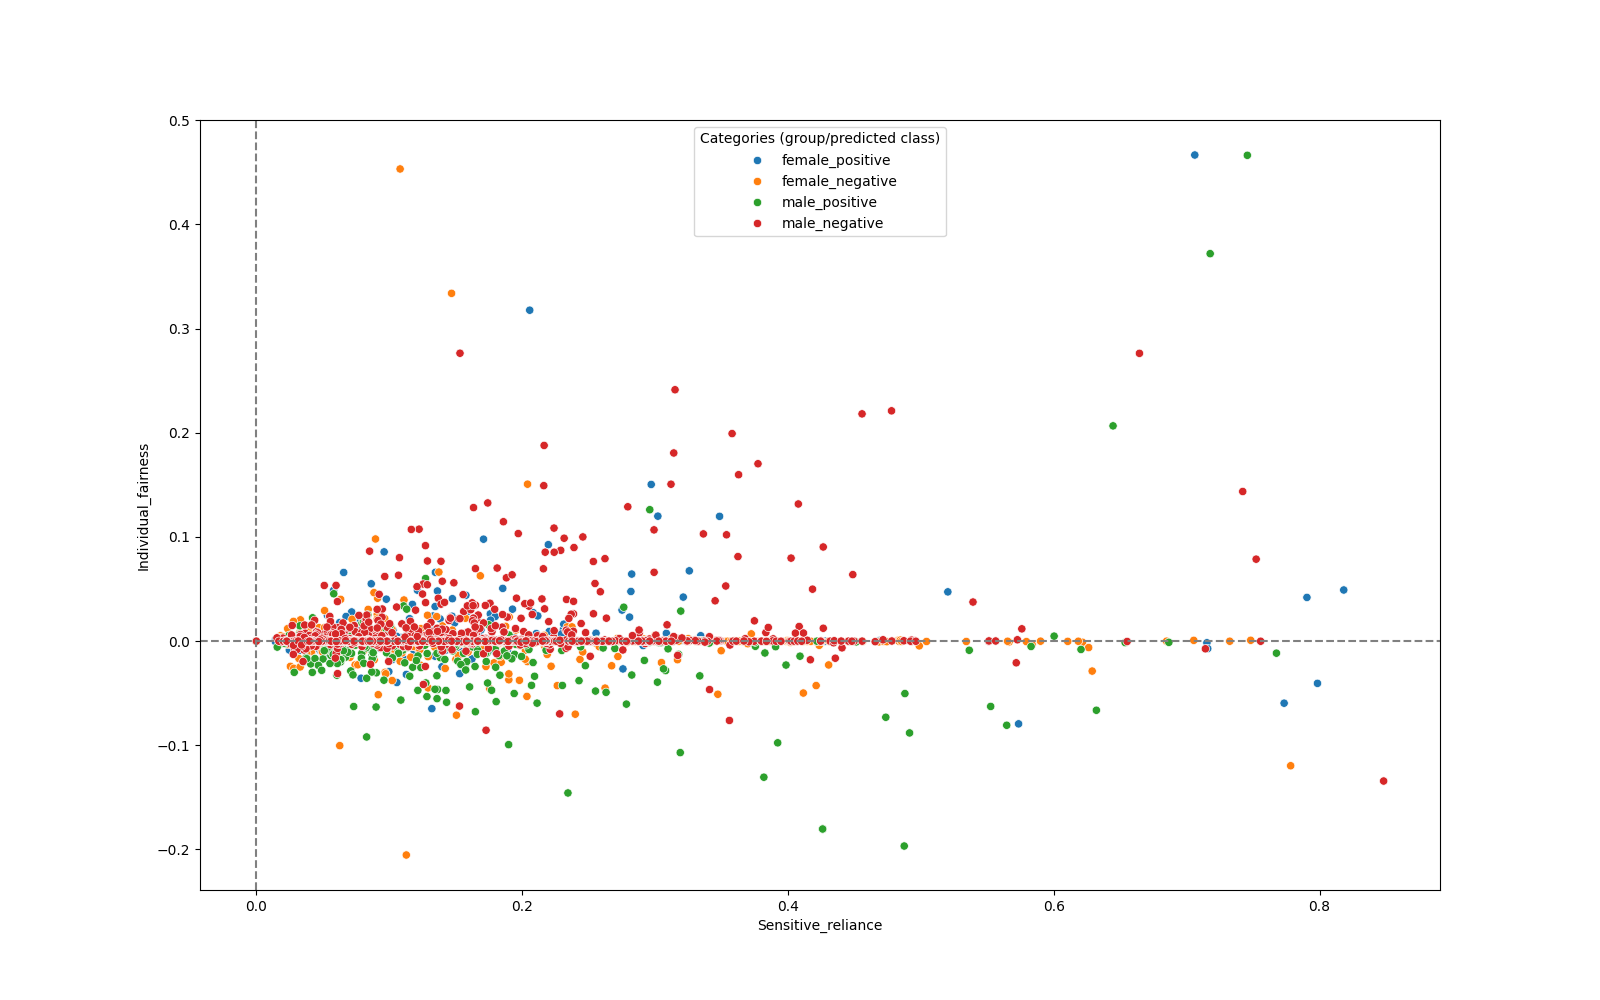 0.5
0.4
0.3
0.2
0.1
0.0
−0.1
−0.2
Individual_fairness
Categories (group/predicted class)
female_positive
female_negative
male_positive
male_negative
0.0 0.2 0.4 0.6 0.8
Sensitive_reliance